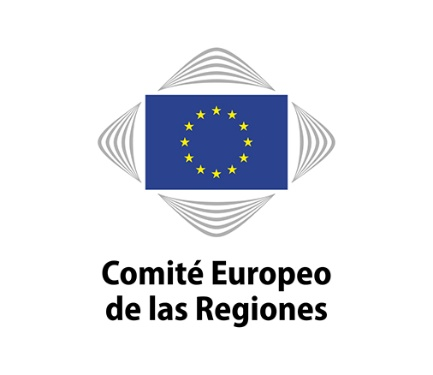 Comité Europeo
de las Regiones